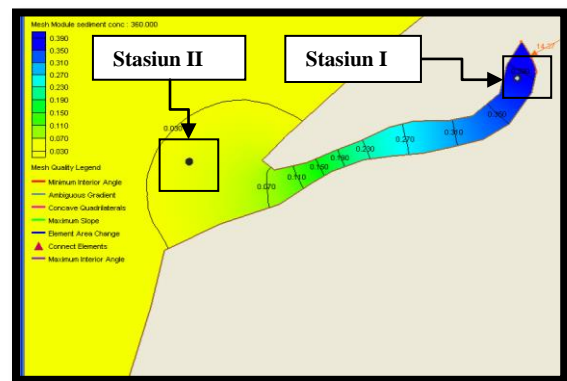 Mesh Module sediment conc : 360.000
0.390
0.350
0.310
0.270
0.230
0.190
0.150
0.110
0.070
0.030
Mesh Quality Legend
Minimum Interior Angle
Ambiguous Gradient
Concave Quadrilaterals
Maximum Slope
Element Area Change
Connect Elements
Maximum Interior Angle
Stasiun II
Stasiun I
14.37
0.350
0.310
0.270
0.230
0.190
0.150
0.110
0.070
0.030